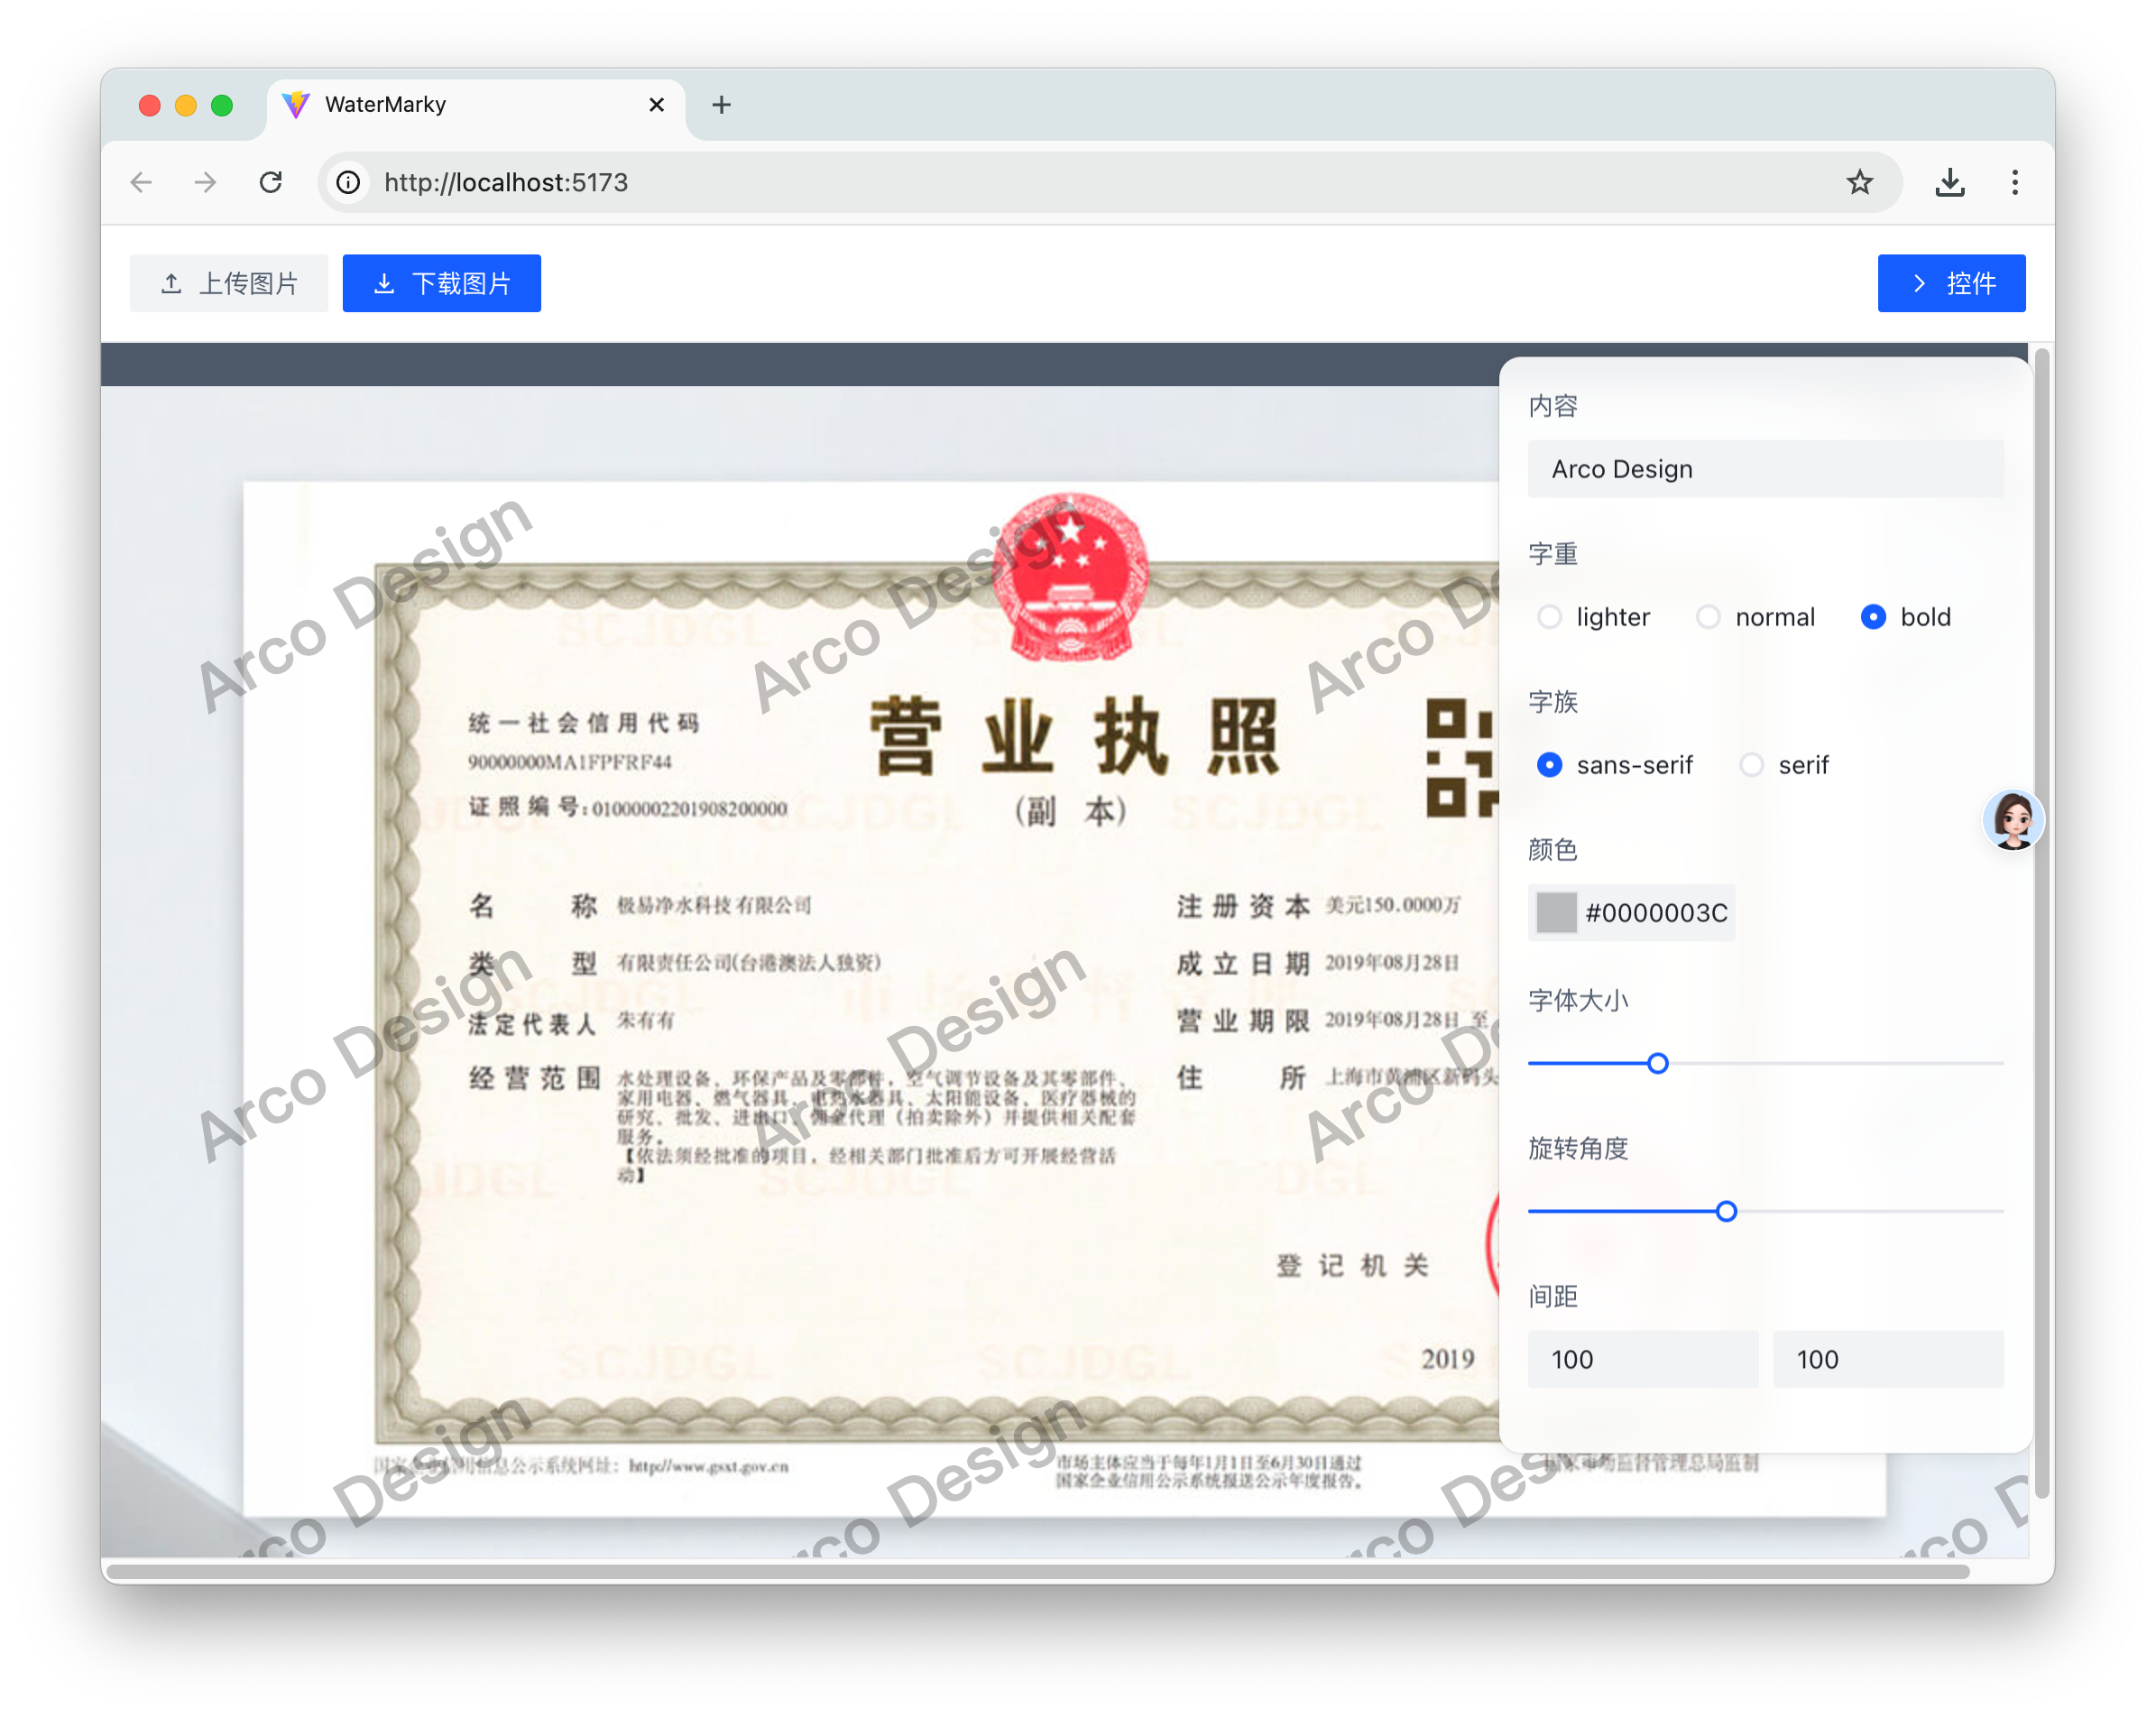 WaterMarky
http://localhost:5173
上传图片
下载图片
控件
内容
Arco Design
字重
lighter normal bold
字族
sans-serif serif
颜色
#0000003C
字体大小
旋转角度
间距
100 100
Arco Design Arco Design Arco De
统一社会信用代码
90000000MA1FPFRF44
证照编号:01000002201908200000
营业执照
(副 本)
名 称 极易净水科技有限公司
类 型 有限责任公司(台港澳法人独资)
法定代表人 朱有有
经营范围 水处理设备、环保产品及零部件，空气调节设备及其零部件、
家用电器、燃气器具、电热水器具、太阳能设备、医疗器械的
研究、批发、进出口、佣金代理（拍卖除外）并提供相关配套
服务。
【依法须经批准的项目，经相关部门批准后方可开展经营活
动】
注册资本 美元150.0000万
成立日期 2019年08月28日
营业期限 2019年08月28日 至
住 所 上海市黄浦区新码头
Arco Design Arco Design Arco Des
登记机关
2019
SCJDGL SCJDGL
国家企业信用信息公示系统网址：http//www.gsxt.gov.cn
市场主体应当于每年1月1日至6月30日通过
国家企业信用公示系统报送公示年度报告。
国家市场监督管理总局监制
rco Design rco Design rco Desi rco D